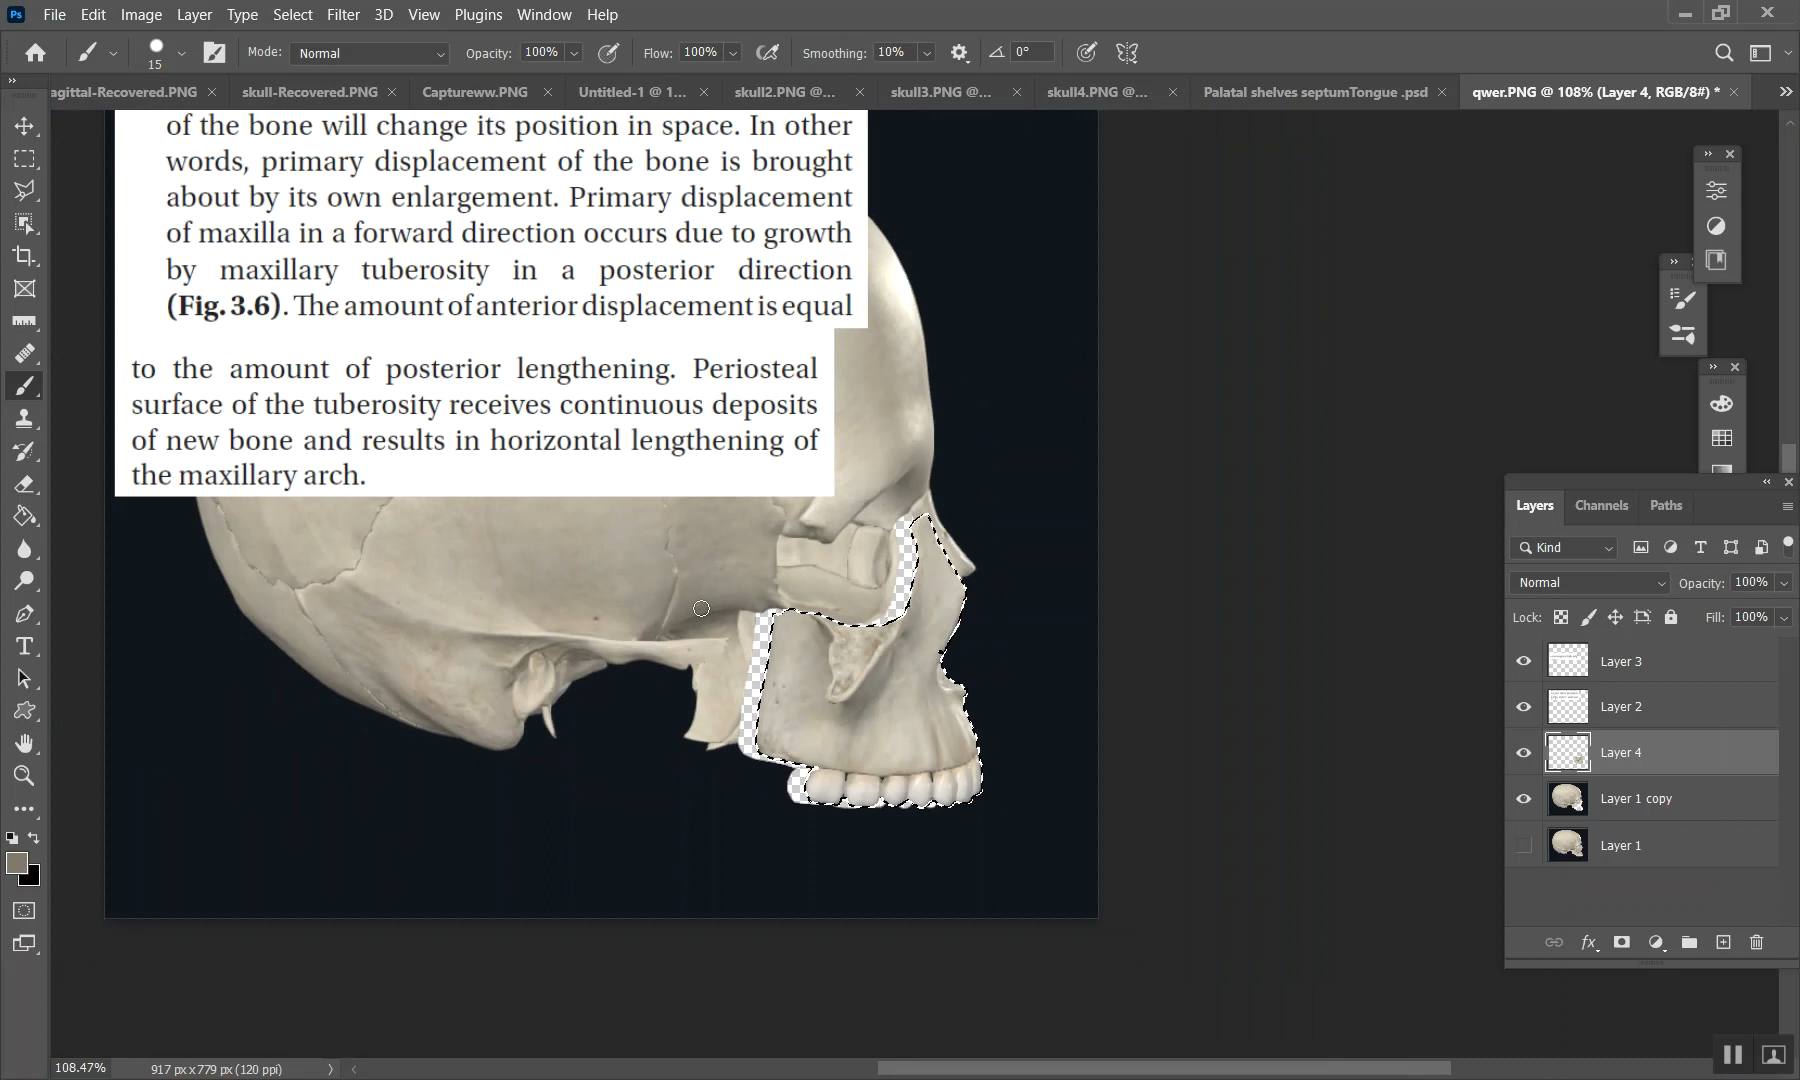 Ps File Edit Image Layer Type Select Filter 3D View Plugins Window Help
15 Mode: Normal Opacity: 100% Flow: 100% Smoothing: 10% 0°
agittal-Recovered.PNG skull-Recovered.PNG Captureww.PNG Untitled-1 @ 1... skull2.PNG @... skull3.PNG @... skull4.PNG @... Palatal shelves septumTongue .psd qwer.PNG @ 108% (Layer 4, RGB/8#) *
of the bone will change its position in space. In other
words, primary displacement of the bone is brought
about by its own enlargement. Primary displacement
of maxilla in a forward direction occurs due to growth
by maxillary tuberosity in a posterior direction
(Fig. 3.6). The amount of anterior displacement is equal
to the amount of posterior lengthening. Periosteal
surface of the tuberosity receives continuous deposits
of new bone and results in horizontal lengthening of
the maxillary arch.
Layers Channels Paths
Kind
Normal Opacity: 100%
Lock: Fill: 100%
Layer 3
Layer 2
Layer 4
Layer 1 copy
Layer 1
fx
108.47% 917 px x 779 px (120 ppi)